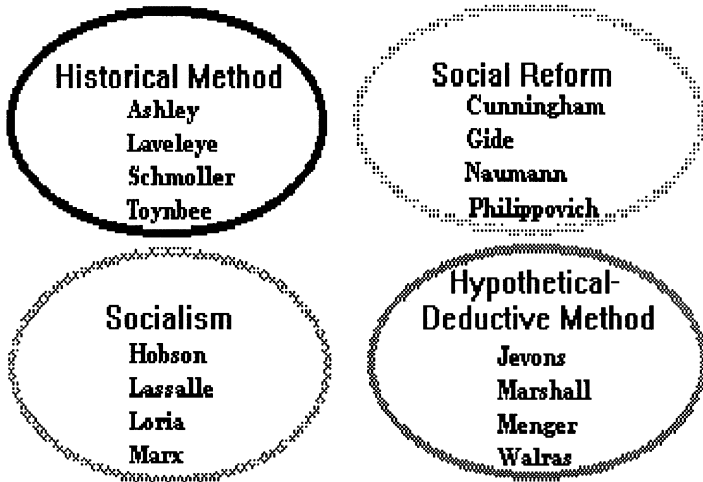 Historical Method
Ashley
Laveleye
Schmoller
Toynbee
Social Reform
Cunningham
Gide
Naumann
Philippovich
Socialism
Hobson
Lassalle
Loria
Marx
Hypothetical-
Deductive Method
Jevons
Marshall
Menger
Walras